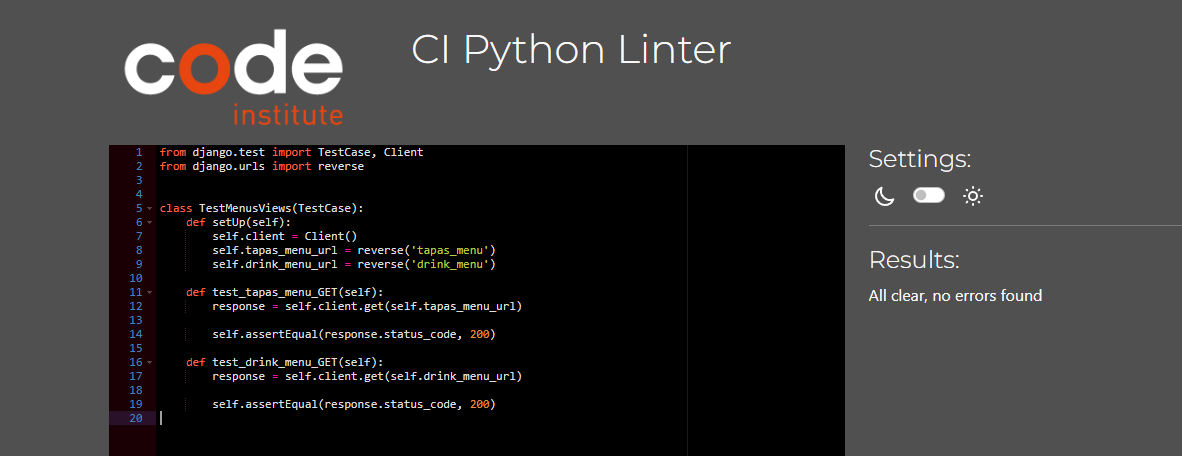 code
institute
CI Python Linter
1 from django.test import TestCase, Client
2 from django.urls import reverse
3
4
5 class TestMenusViews(TestCase):
6     def setUp(self):
7         self.client = Client()
8         self.tapas_menu_url = reverse('tapas_menu')
9         self.drink_menu_url = reverse('drink_menu')
10
11     def test_tapas_menu_GET(self):
12         response = self.client.get(self.tapas_menu_url)
13
14         self.assertEqual(response.status_code, 200)
15
16     def test_drink_menu_GET(self):
17         response = self.client.get(self.drink_menu_url)
18
19         self.assertEqual(response.status_code, 200)
20
Settings:
Results:
All clear, no errors found